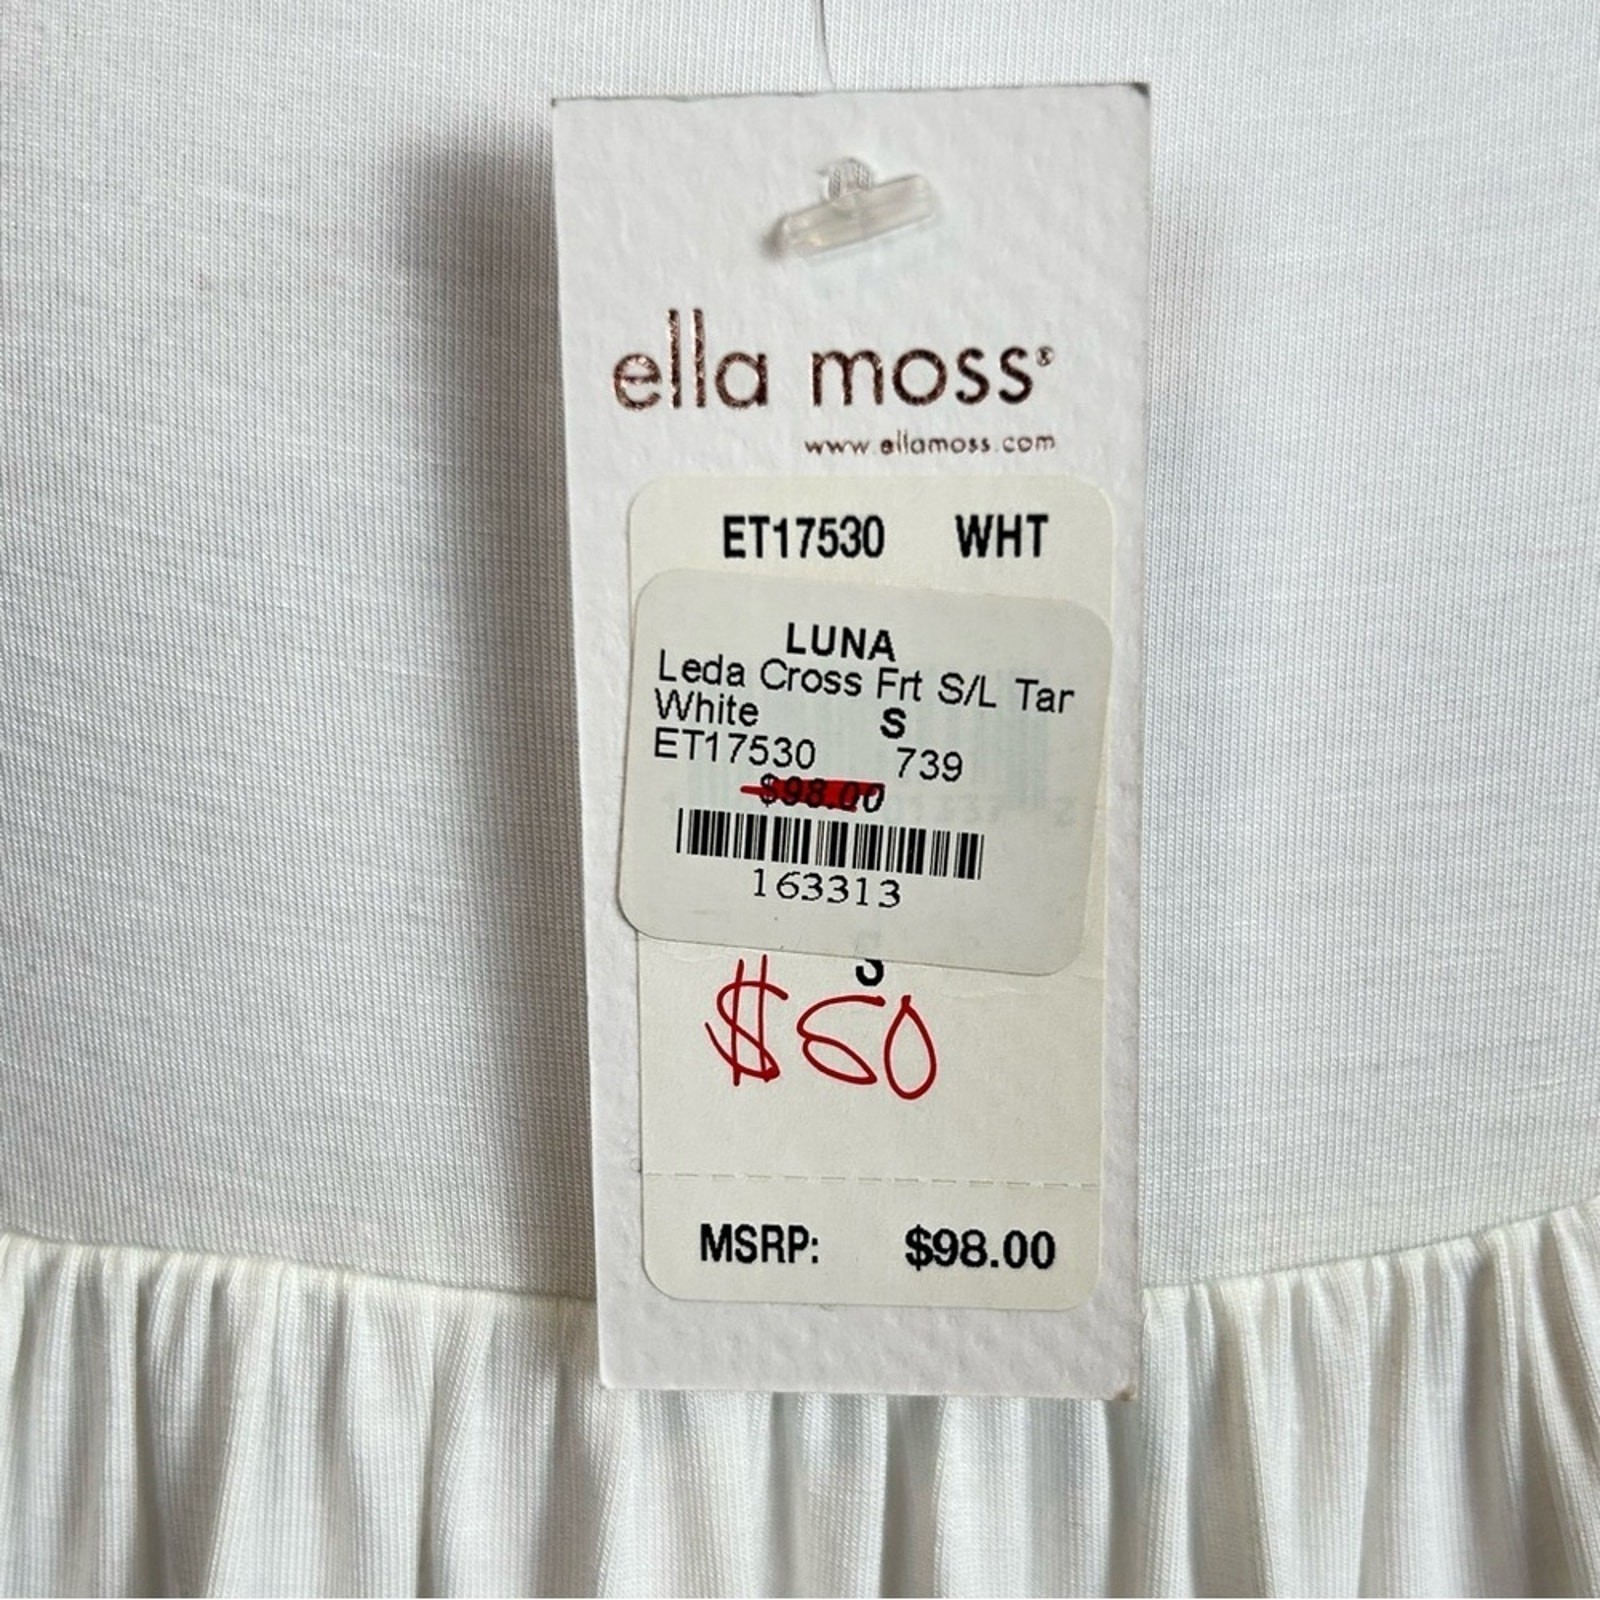 ella moss®
www.ellamoss.com
ET17530 WHT
LUNA
Leda Cross Frt S/L Tar
White S
ET17530 739
$98.00
163313
S
$60
MSRP: $98.00